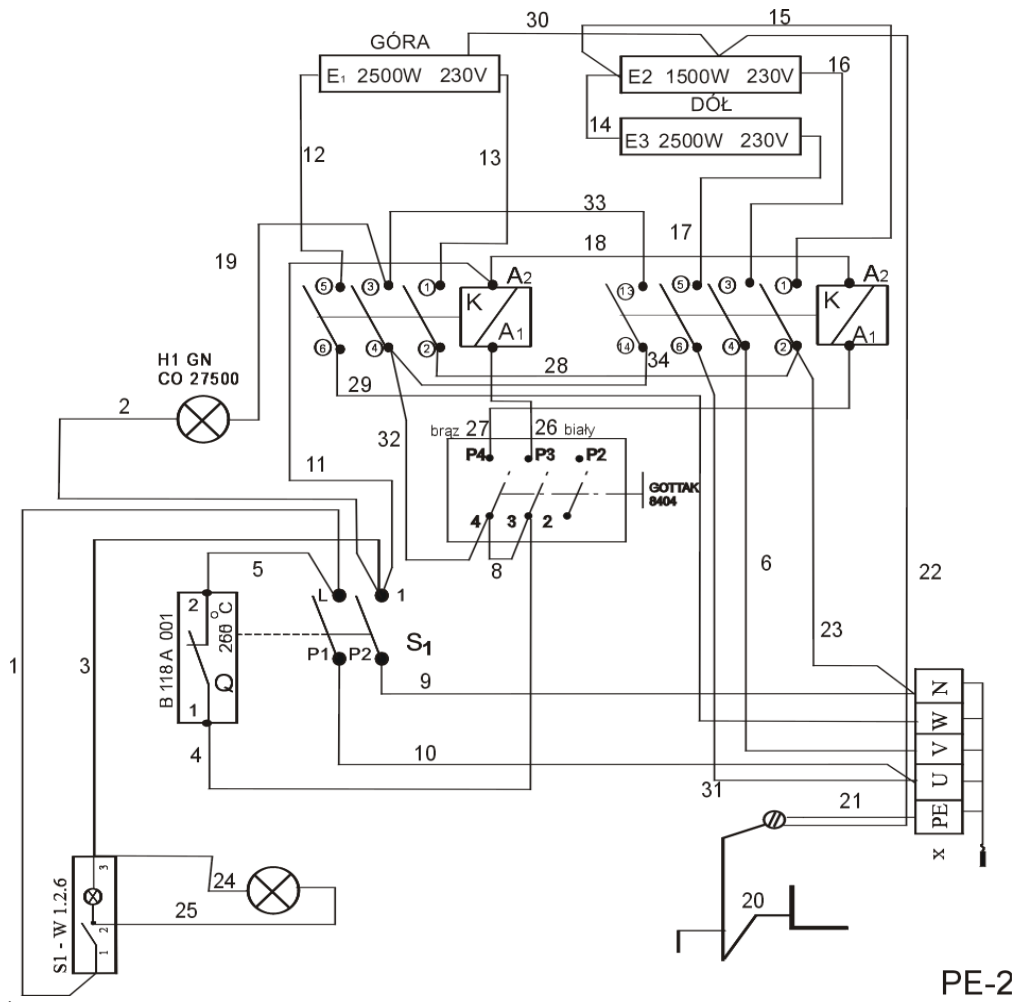 30
15
GÓRA
E1 2500W 230V
E2 1500W 230V
16
DÓŁ
14
E3 2500W 230V
12
13
33
17
18
19
5 3 1
K
A2
A1
6 4 2
13 5 3 1
K
A2
A1
14 6 4 2
34
28
29
H1 GN
CO 27500
2
32
11
brąz 27 26 biały
P4 P3 P2
GOTTAK
8404
4 3 2
8
5
6
22
23
1
3
B 118 A 001
2
260 °C
Q
1
L 1
P1 P2
S1
9
4
10
31
21
N
W
V
U
PE
x
S1 - W 1.2.6
3
2
1
24
25
20
PE-2